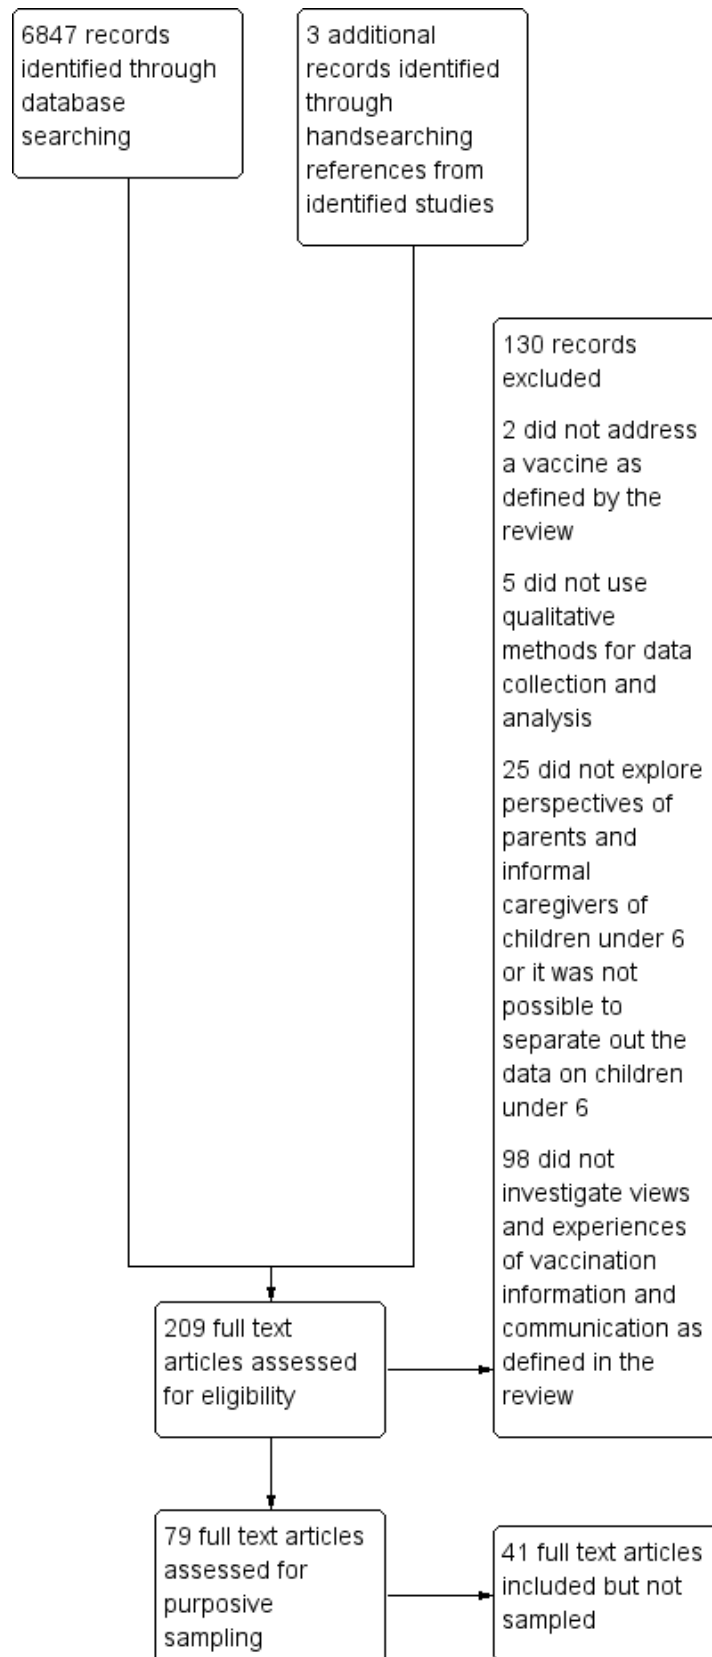 6847 records
identified through
database
searching
3 additional
records identified
through
handsearching
references from
identified studies
130 records
excluded
2 did not address
a vaccine as
defined by the
review
5 did not use
qualitative
methods for data
collection and
analysis
25 did not explore
perspectives of
parents and
informal
caregivers of
children under 6
or it was not
possible to
separate out the
data on children
under 6
98 did not
investigate views
and experiences
of vaccination
information and
communication as
defined in the
review
209 full text
articles assessed
for eligibility
79 full text articles
assessed for
purposive
sampling
41 full text articles
included but not
sampled